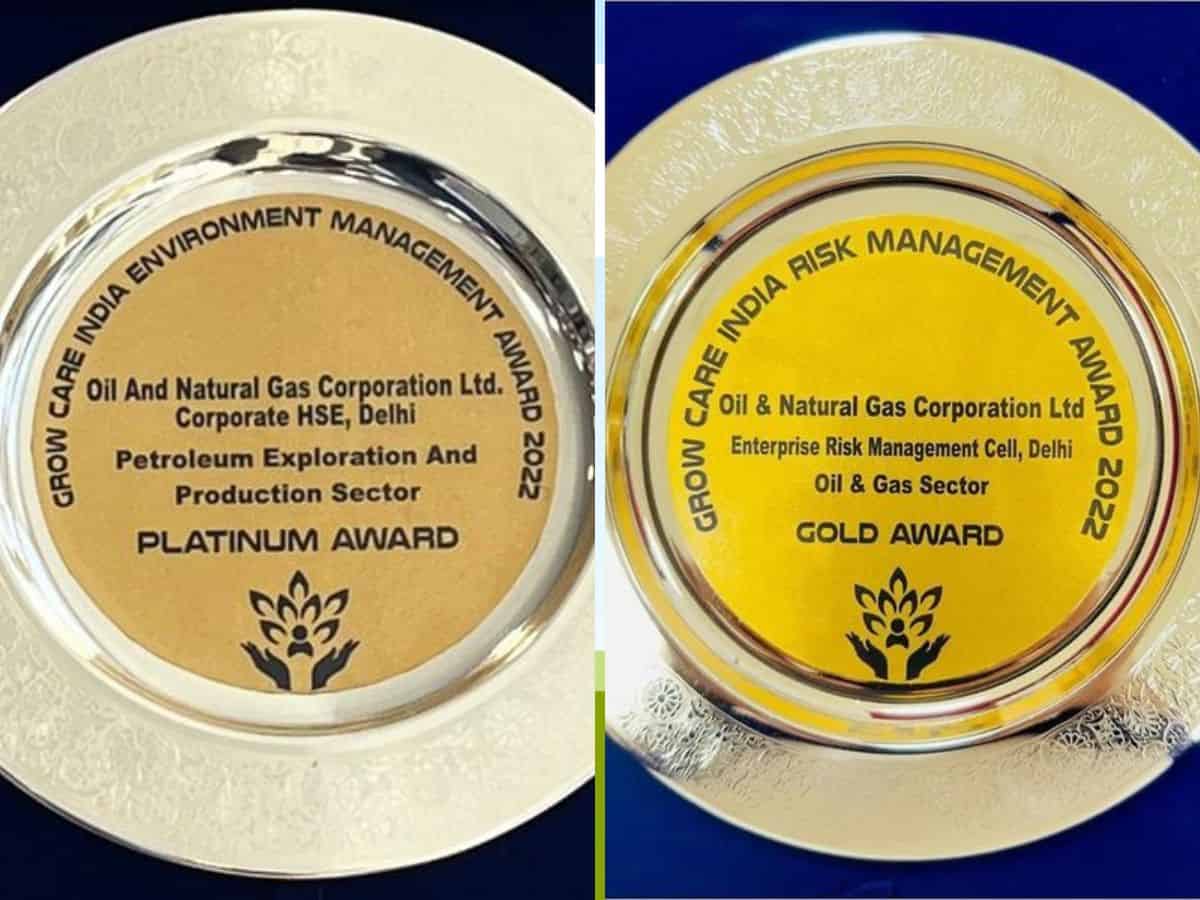 GROW CARE INDIA ENVIRONMENT MANAGEMENT AWARD 2022
Oil And Natural Gas Corporation Ltd.
Corporate HSE, Delhi
Petroleum Exploration And
Production Sector
PLATINUM AWARD
GROW CARE INDIA RISK MANAGEMENT AWARD 2022
Oil & Natural Gas Corporation Ltd
Enterprise Risk Management Cell, Delhi
Oil & Gas Sector
GOLD AWARD